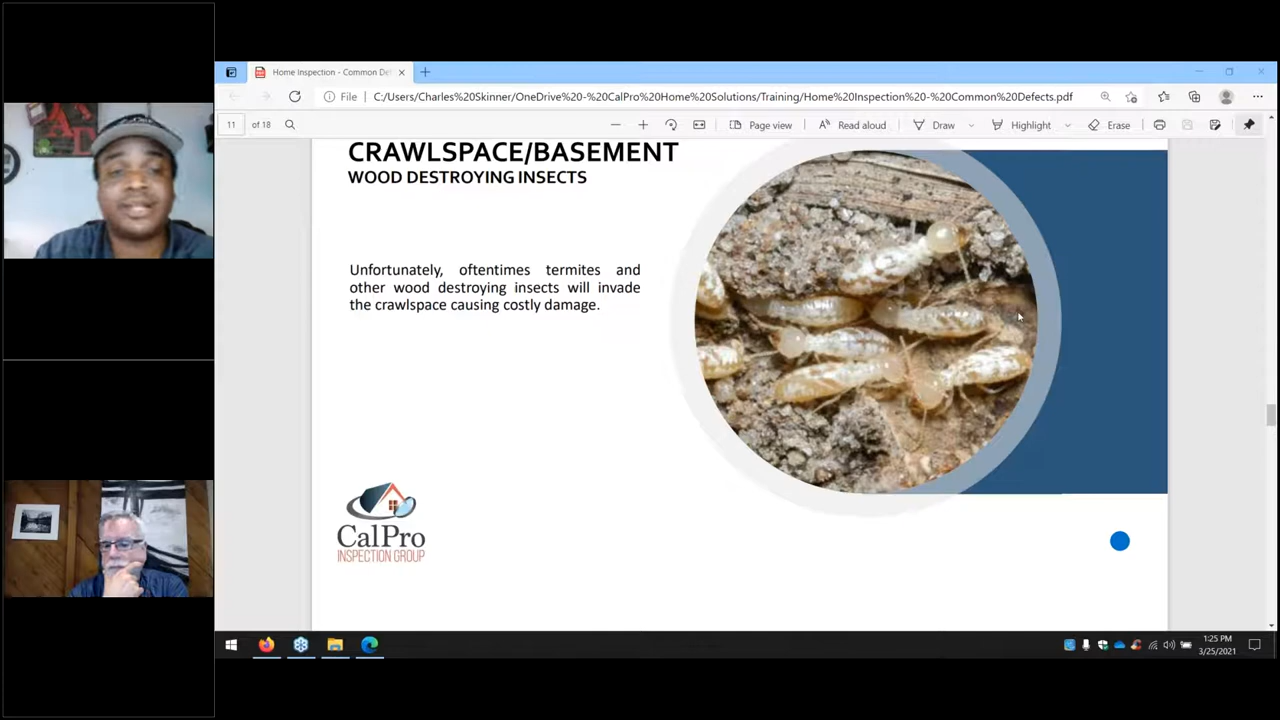 Home Inspection - Common De
File
C:/Users/Charles%20Skinner/OneDrive%20-%20CalPro%20Home%20Solutions/Training/Home%20Inspection%20-%20Common%20Defects.pdf
11 of 18
Page view
Read aloud
Draw
Highlight
Erase
CRAWLSPACE/BASEMENT
WOOD DESTROYING INSECTS
Unfortunately, oftentimes termites and
other wood destroying insects will invade
the crawlspace causing costly damage.
CalPro
INSPECTION GROUP
1:25 PM
3/25/2021